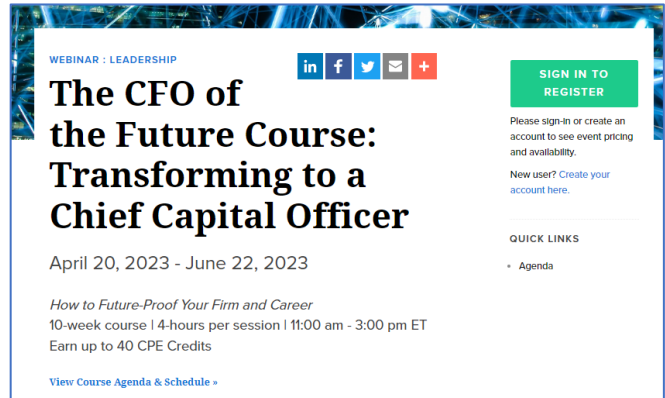 WEBINAR : LEADERSHIP
in f +
The CFO of
the Future Course:
Transforming to a
Chief Capital Officer
April 20, 2023 - June 22, 2023
How to Future-Proof Your Firm and Career
10-week course | 4-hours per session | 11:00 am - 3:00 pm ET
Earn up to 40 CPE Credits
View Course Agenda & Schedule »
SIGN IN TO
REGISTER
Please sign-in or create an
account to see event pricing
and availability.
New user? Create your
account here.
QUICK LINKS
• Agenda